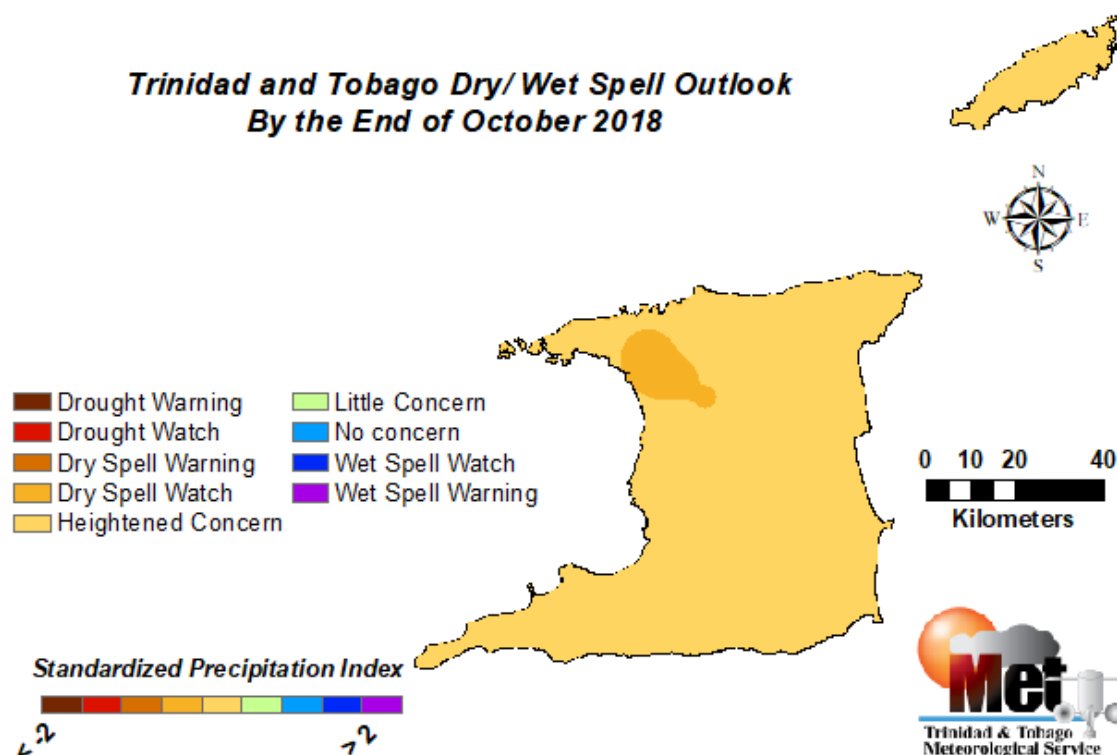 Trinidad and Tobago Dry/ Wet Spell Outlook
By the End of October 2018
N
W E
S
Drought Warning
Drought Watch
Dry Spell Warning
Dry Spell Watch
Heightened Concern
Little Concern
No concern
Wet Spell Watch
Wet Spell Warning
0 10 20 40
Kilometers
Standardized Precipitation Index
< -2
> 2
Met
Trinidad & Tobago
Meteorological Service